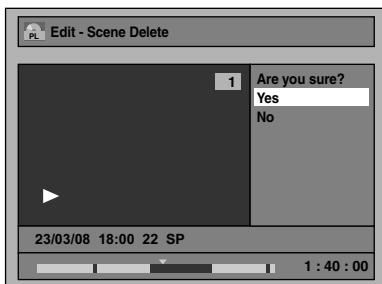 PL Edit - Scene Delete
1
Are you sure?
Yes
No
23/03/08 18:00 22 SP
1 : 40 : 00